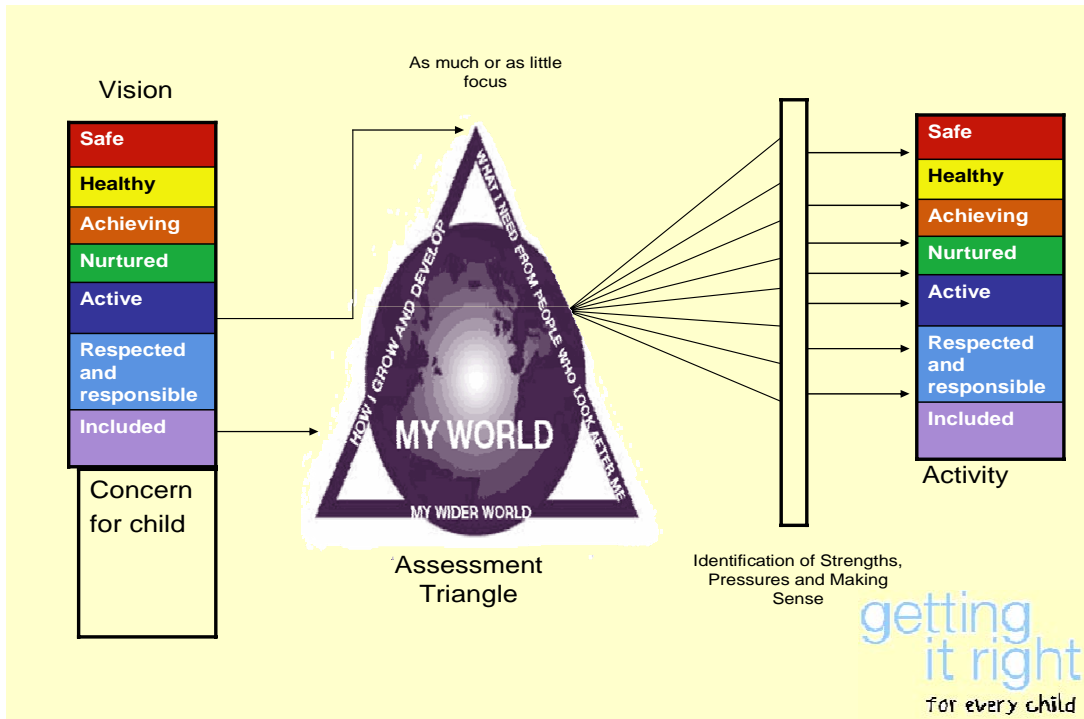 Vision
Safe
Healthy
Achieving
Nurtured
Active
Respected
and
responsible
Included
Concern
for child
As much or as little
focus
HOW I GROW AND DEVELOP
WHAT I NEED FROM PEOPLE WHO LOOK AFTER ME
MY WORLD
MY WIDER WORLD
Assessment
Triangle
Identification of Strengths,
Pressures and Making
Sense
Safe
Healthy
Achieving
Nurtured
Active
Respected
and
responsible
Included
Activity
getting
it right
for every child